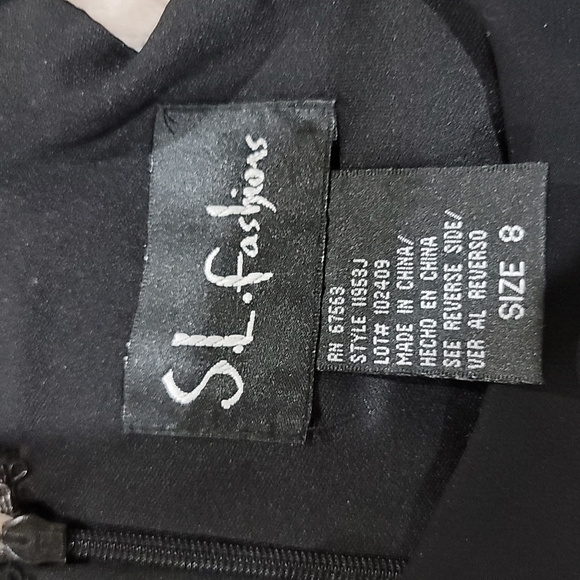 S.L. fashions
RN 67563
STYLE 11953J
LOT# 102409
MADE IN CHINA/
HECHO EN CHINA
SEE REVERSE SIDE/
VER AL REVERSO
SIZE 8